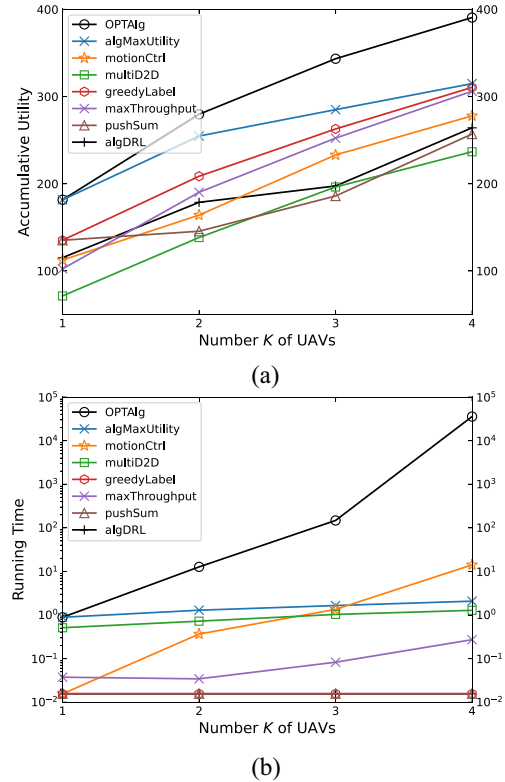 400
300
200
100
400
300
200
100
OPTAlg
algMaxUtility
motionCtrl
multiD2D
greedyLabel
maxThroughput
pushSum
algDRL
Accumulative Utility
1 2 3 4
Number K of UAVs
(a)
10^5
10^4
10^3
10^2
10^1
10^0
10^-1
10^-2
10^5
10^4
10^3
10^2
10^1
10^0
10^-1
10^-2
OPTAlg
algMaxUtility
motionCtrl
multiD2D
greedyLabel
maxThroughput
pushSum
algDRL
Running Time
1 2 3 4
Number K of UAVs
(b)